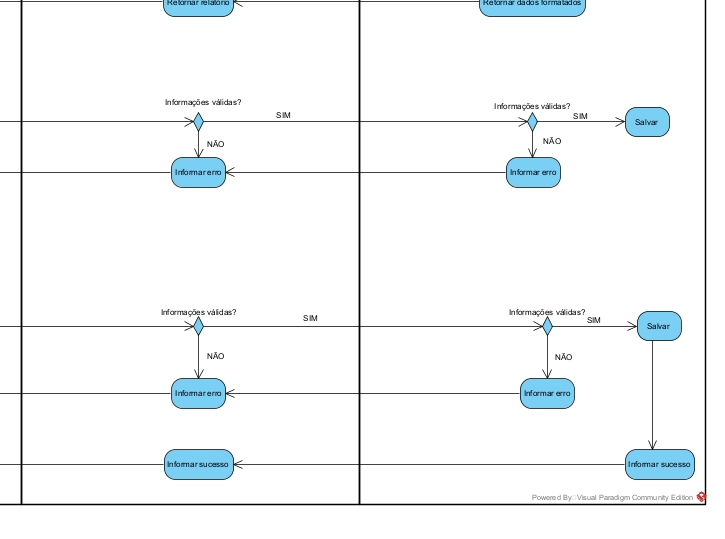 Retornar relatório
Retornar dados formatados
Informações válidas?
SIM
NÃO
Informar erro
Informações válidas?
SIM
Salvar
NÃO
Informar erro
Informações válidas?
SIM
NÃO
Informar erro
Informações válidas?
SIM
Salvar
NÃO
Informar erro
Informar sucesso
Informar sucesso
Powered By Visual Paradigm Community Edition